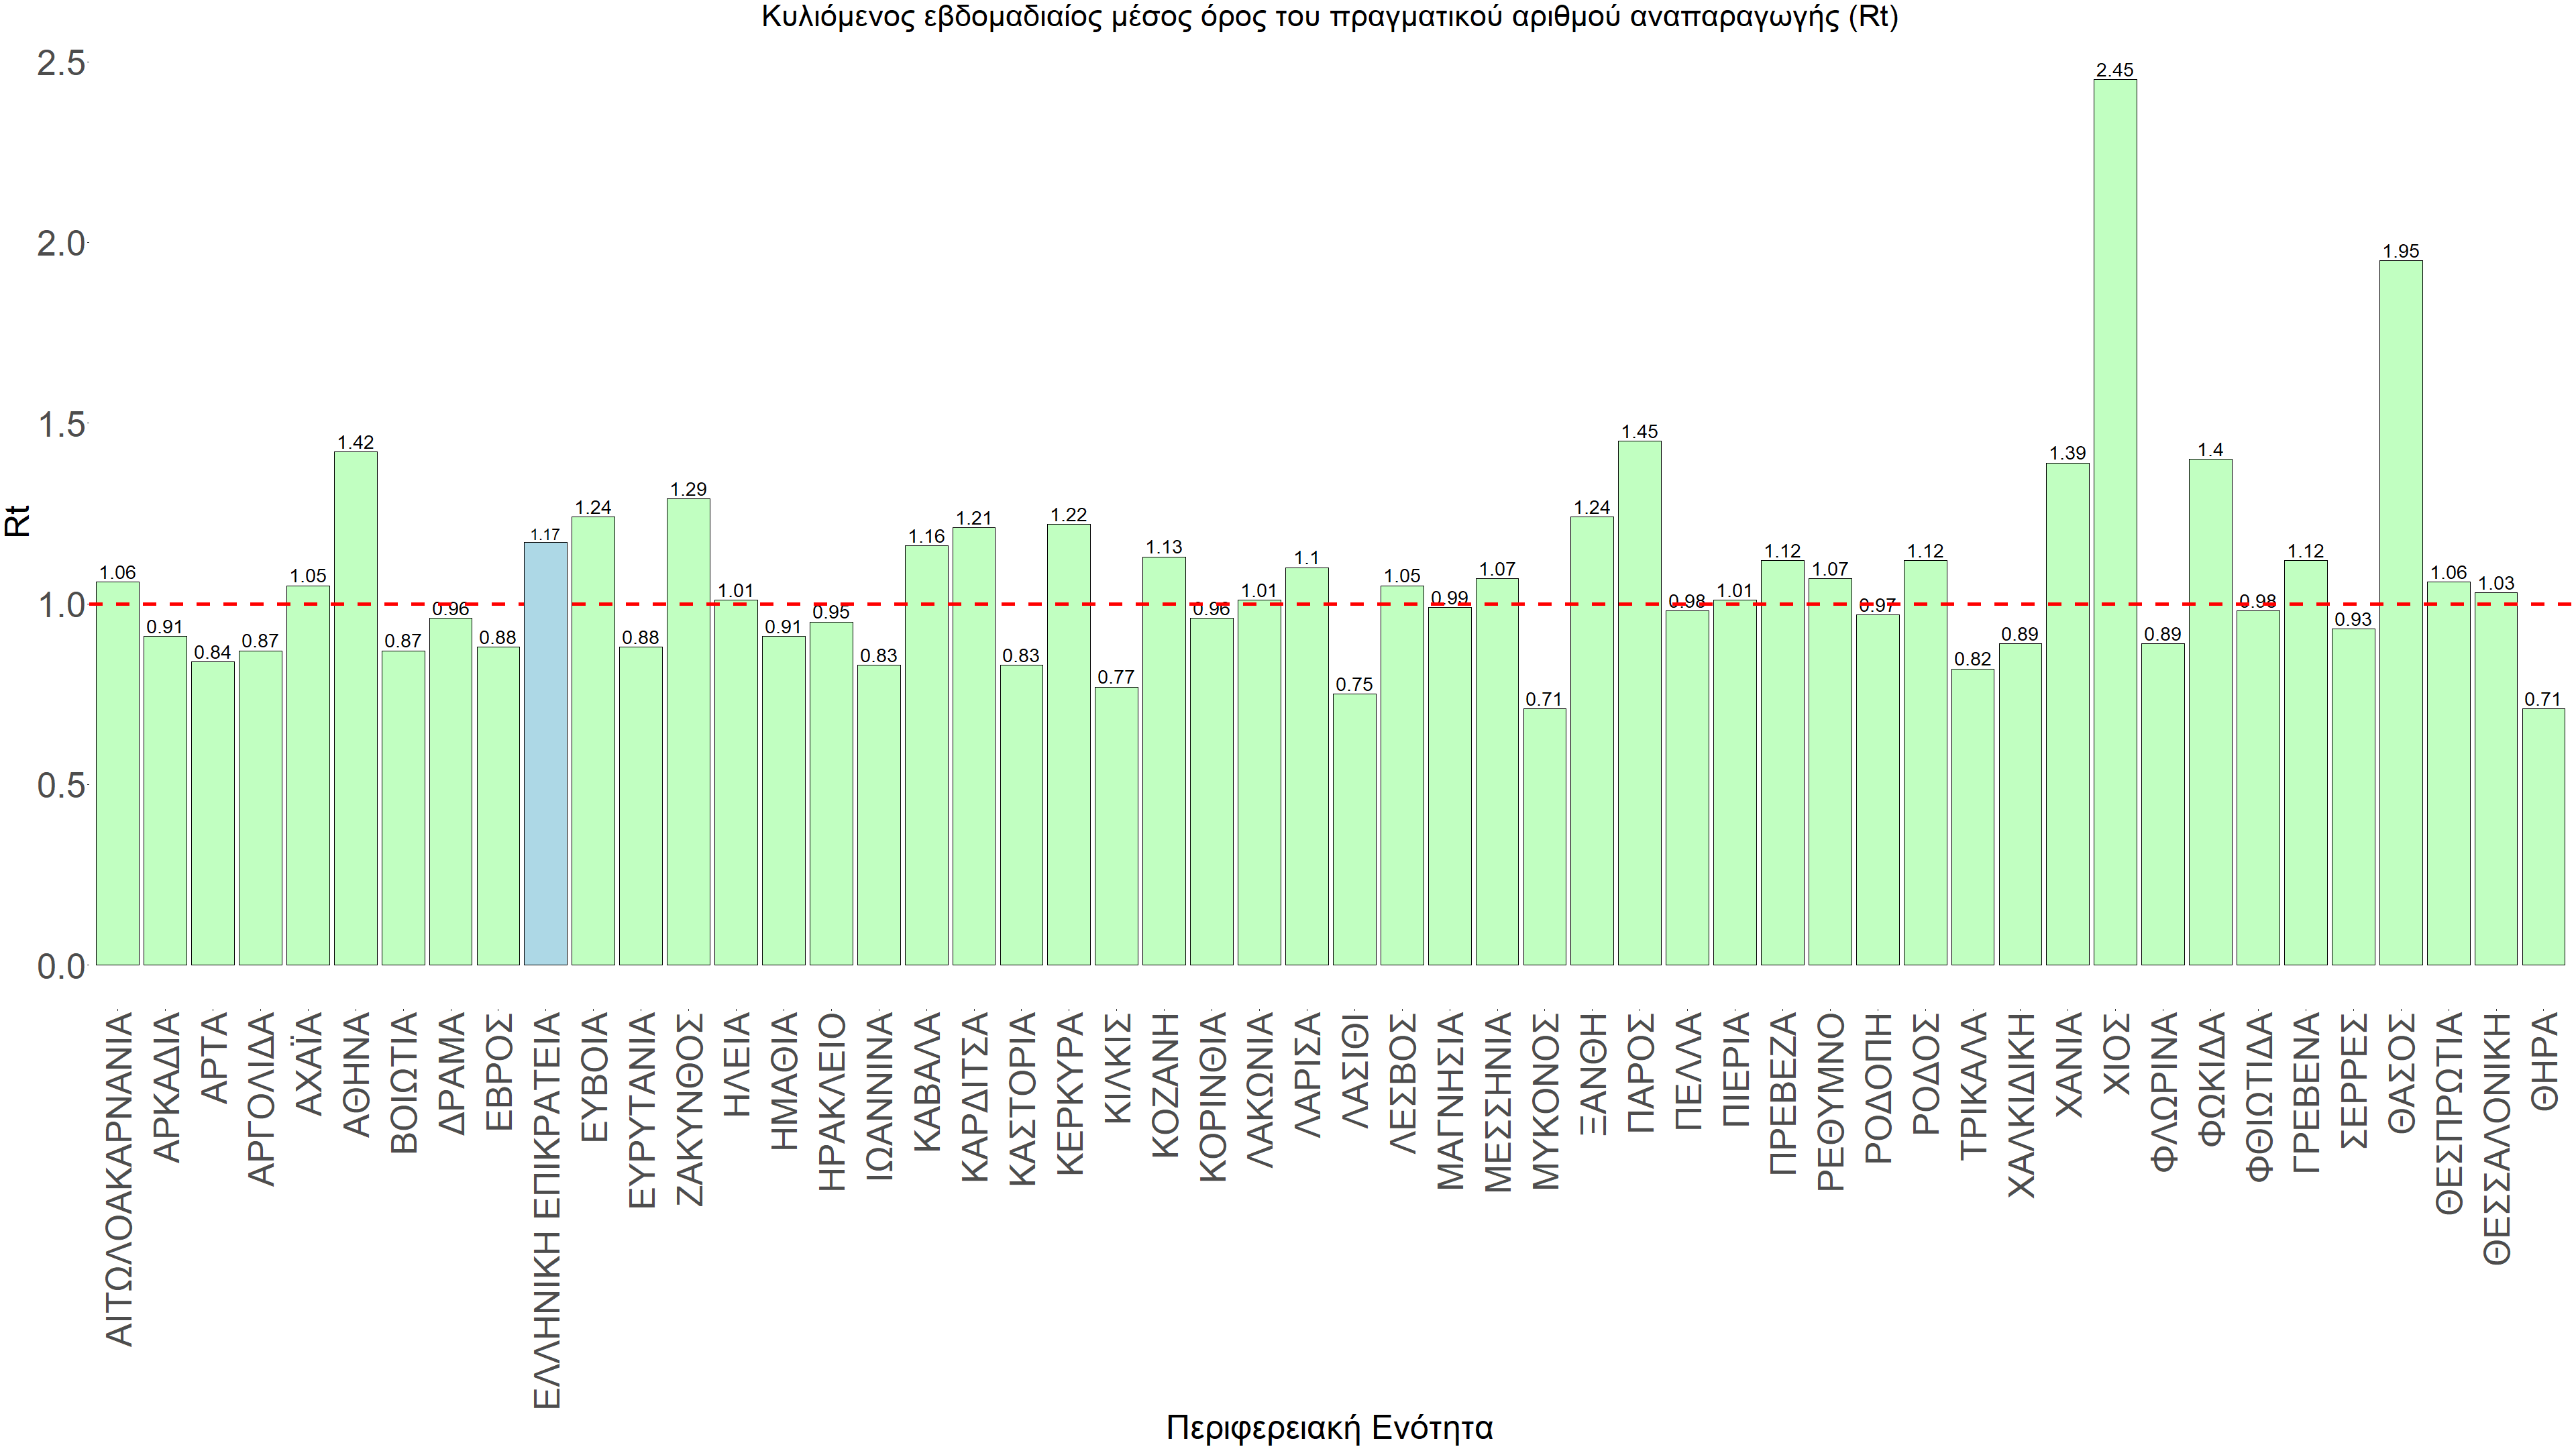 Κυλιόμενος εβδομαδιαίος μέσος όρος του πραγματικού αριθμού αναπαραγωγής (Rt)
Rt
2.5
2.0
1.5
1.0
0.5
0.0
1.06
0.91
0.84
0.87
1.05
1.42
0.87
0.96
0.88
1.17
1.24
0.88
1.29
1.01
0.91
0.95
0.83
1.16
1.21
0.83
1.22
0.77
1.13
0.96
1.01
1.1
0.75
1.05
0.99
1.07
0.71
1.24
1.45
0.98
1.01
1.12
1.07
0.97
1.12
0.82
0.89
1.39
2.45
0.89
1.4
0.98
1.12
0.93
1.95
1.06
1.03
0.71
ΑΙΤΩΛΟΑΚΑΡΝΑΝΙΑ
ΑΡΚΑΔΙΑ
ΑΡΤΑ
ΑΡΓΟΛΙΔΑ
ΑΧΑΪΑ
ΑΘΗΝΑ
ΒΟΙΩΤΙΑ
ΔΡΑΜΑ
ΕΒΡΟΣ
ΕΛΛΗΝΙΚΗ ΕΠΙΚΡΑΤΕΙΑ
ΕΥΒΟΙΑ
ΕΥΡΥΤΑΝΙΑ
ΖΑΚΥΝΘΟΣ
ΗΛΕΙΑ
ΗΜΑΘΙΑ
ΗΡΑΚΛΕΙΟ
ΙΩΑΝΝΙΝΑ
ΚΑΒΑΛΑ
ΚΑΡΔΙΤΣΑ
ΚΑΣΤΟΡΙΑ
ΚΕΡΚΥΡΑ
ΚΙΛΚΙΣ
ΚΟΖΑΝΗ
ΚΟΡΙΝΘΙΑ
ΛΑΚΩΝΙΑ
ΛΑΡΙΣΑ
ΛΑΣΙΘΙ
ΛΕΣΒΟΣ
ΜΑΓΝΗΣΙΑ
ΜΕΣΣΗΝΙΑ
ΜΥΚΟΝΟΣ
ΞΑΝΘΗ
ΠΑΡΟΣ
ΠΕΛΛΑ
ΠΙΕΡΙΑ
ΠΡΕΒΕΖΑ
ΡΕΘΥΜΝΟ
ΡΟΔΟΠΗ
ΡΟΔΟΣ
ΤΡΙΚΑΛΑ
ΧΑΛΚΙΔΙΚΗ
ΧΑΝΙΑ
ΧΙΟΣ
ΦΛΩΡΙΝΑ
ΦΩΚΙΔΑ
ΦΘΙΩΤΙΔΑ
ΓΡΕΒΕΝΑ
ΣΕΡΡΕΣ
ΘΑΣΟΣ
ΘΕΣΠΡΩΤΙΑ
ΘΕΣΣΑΛΟΝΙΚΗ
ΘΗΡΑ
Περιφερειακή Ενότητα